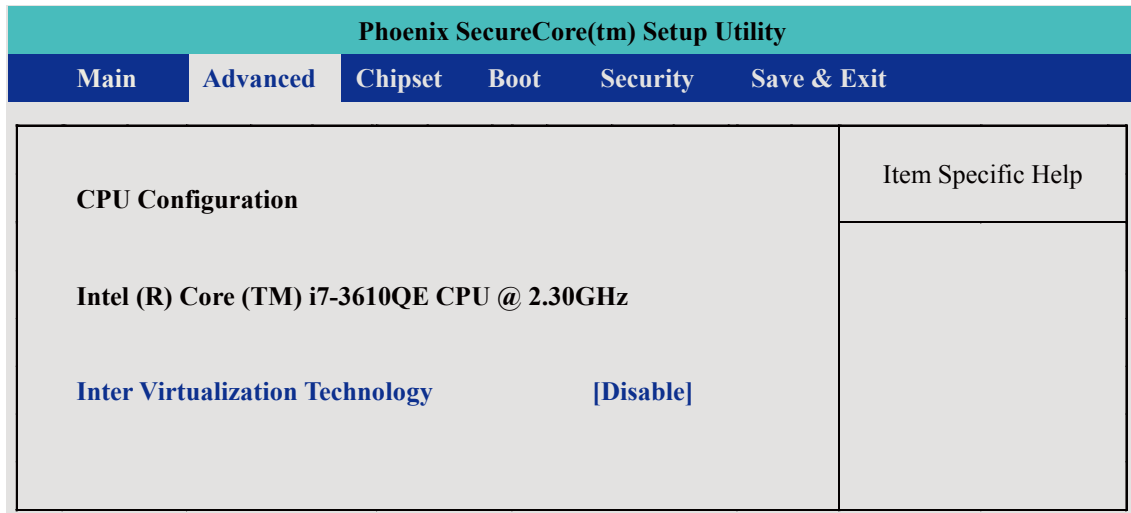 Phoenix SecureCore(tm) Setup Utility
Main Advanced Chipset Boot Security Save & Exit
CPU Configuration
Item Specific Help
Intel (R) Core (TM) i7-3610QE CPU @ 2.30GHz
Inter Virtualization Technology [Disable]